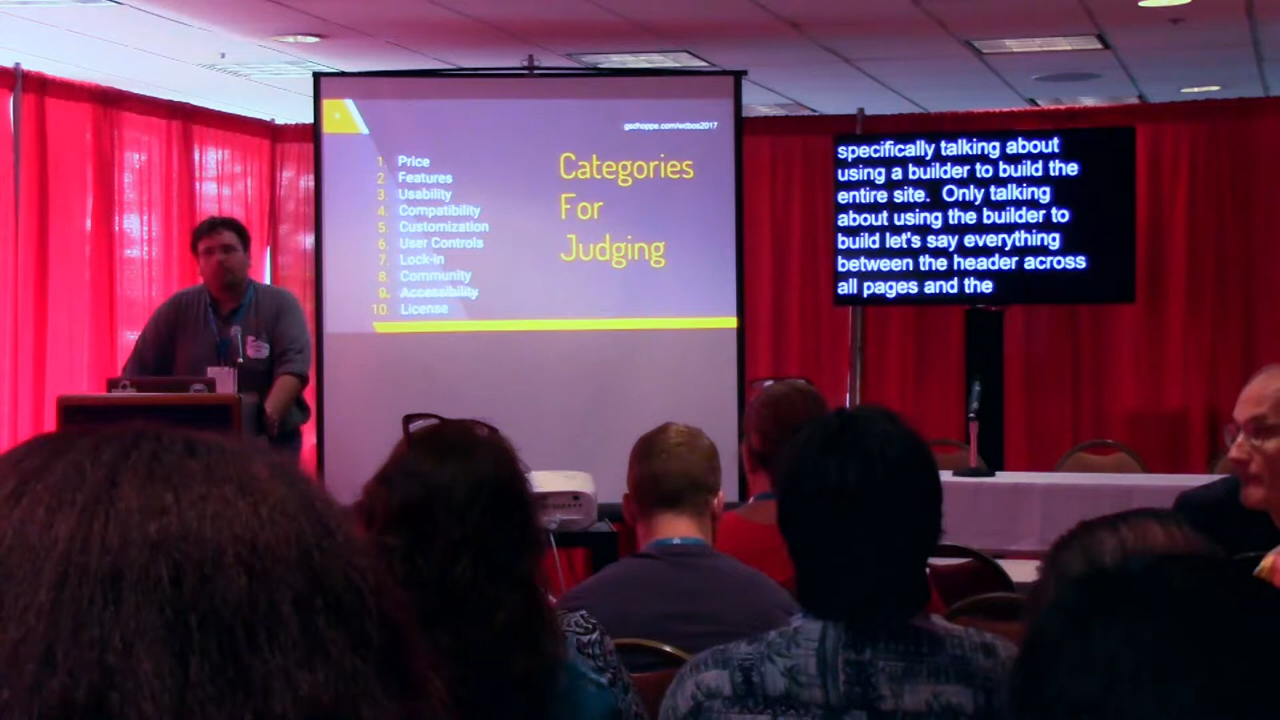 gschoppe.com/wcbos2017
1. Price
2. Features
3. Usability
4. Compatibility
5. Customization
6. User Controls
7. Lock-in
8. Community
9. Accessibility
10. License
Categories
For
Judging
specifically talking about
using a builder to build the
entire site.  Only talking
about using the builder to
build let's say everything
between the header across
all pages and the